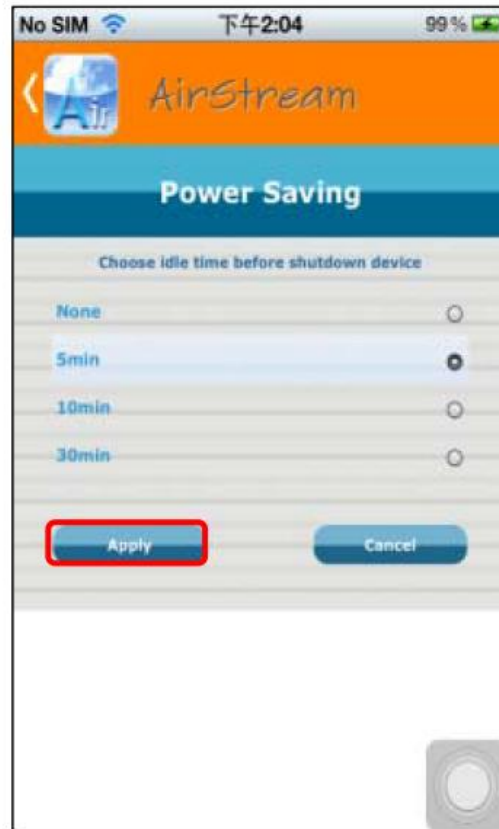 No SIM 下午2:04 99%
Air AirStream
Power Saving
Choose idle time before shutdown device
None
5min
10min
30min
Apply Cancel